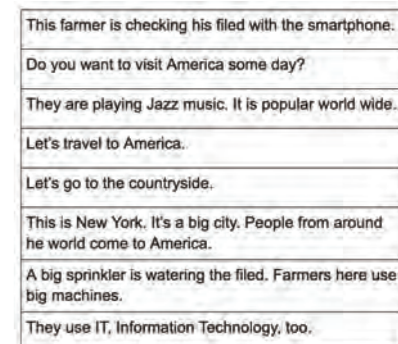 This farmer is checking his filed with the smartphone.
Do you want to visit America some day?
They are playing Jazz music. It is popular world wide.
Let's travel to America.
Let's go to the countryside.
This is New York. It's a big city. People from around
he world come to America.
A big sprinkler is watering the filed. Farmers here use
big machines.
They use IT, Information Technology, too.